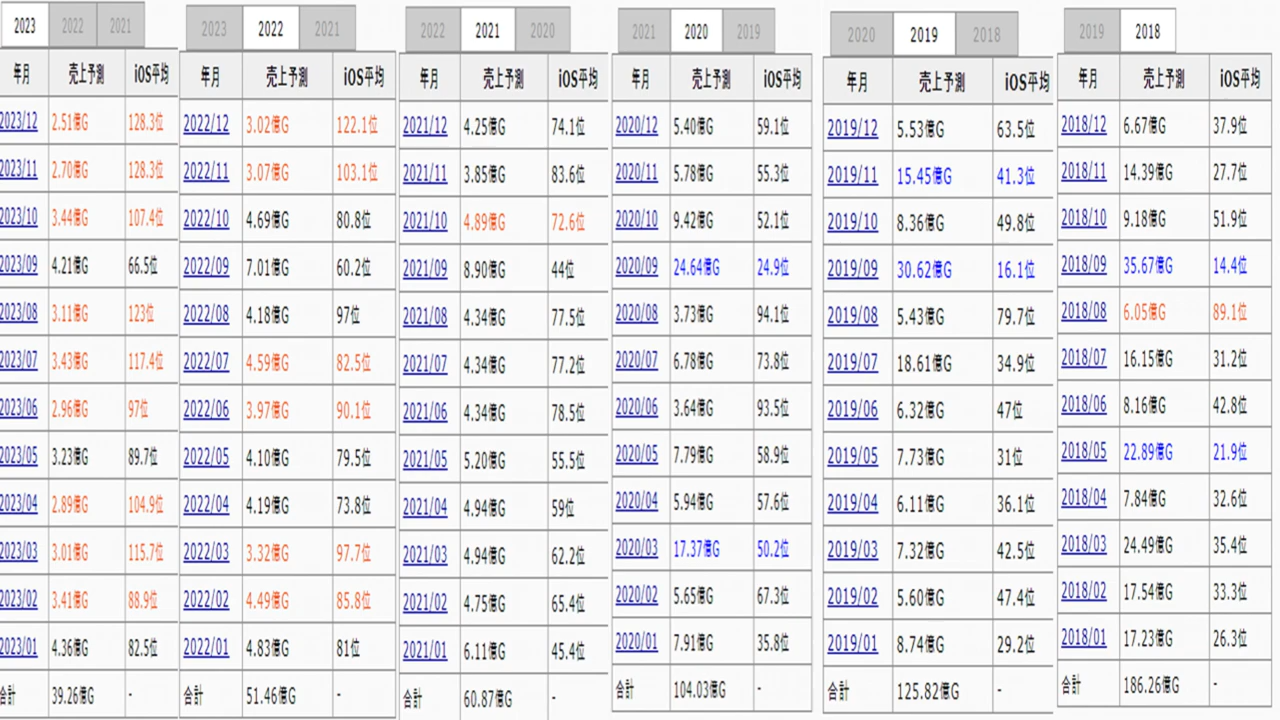 2023 2022 2021
年月 売上予測 iOS平均
2023/12 2.51億G 128.3位
2023/11 2.70億G 128.3位
2023/10 3.44億G 107.4位
2023/09 4.21億G 66.5位
2023/08 3.11億G 123位
2023/07 3.43億G 117.4位
2023/06 2.96億G 97位
2023/05 3.23億G 89.7位
2023/04 2.89億G 104.9位
2023/03 3.01億G 115.7位
2023/02 3.41億G 88.9位
2023/01 4.36億G 82.5位
合計 39.26億G -
2023 2022 2021
年月 売上予測 iOS平均
2022/12 3.02億G 122.1位
2022/11 3.07億G 103.1位
2022/10 4.69億G 80.8位
2022/09 7.01億G 60.2位
2022/08 4.18億G 97位
2022/07 4.59億G 82.5位
2022/06 3.97億G 90.1位
2022/05 4.10億G 79.5位
2022/04 4.19億G 73.8位
2022/03 3.32億G 97.7位
2022/02 4.49億G 85.8位
2022/01 4.83億G 81位
合計 51.46億G -
2022 2021 2020
年月 売上予測 iOS平均
2021/12 4.25億G 74.1位
2021/11 3.85億G 83.6位
2021/10 4.89億G 72.6位
2021/09 8.90億G 44位
2021/08 4.34億G 77.5位
2021/07 4.34億G 77.2位
2021/06 4.34億G 78.5位
2021/05 5.20億G 55.5位
2021/04 4.94億G 59位
2021/03 4.94億G 62.2位
2021/02 4.75億G 65.4位
2021/01 6.11億G 45.4位
合計 60.87億G -
2021 2020 2019
年月 売上予測 iOS平均
2020/12 5.40億G 59.1位
2020/11 5.78億G 55.3位
2020/10 9.42億G 52.1位
2020/09 24.64億G 24.9位
2020/08 3.73億G 94.1位
2020/07 6.78億G 73.8位
2020/06 3.64億G 93.5位
2020/05 7.79億G 58.9位
2020/04 5.94億G 57.6位
2020/03 17.37億G 50.2位
2020/02 5.65億G 67.3位
2020/01 7.91億G 35.8位
合計 104.03億G -
2020 2019 2018
年月 売上予測 iOS平均
2019/12 5.53億G 63.5位
2019/11 15.45億G 41.3位
2019/10 8.36億G 49.8位
2019/09 30.62億G 16.1位
2019/08 5.43億G 79.7位
2019/07 18.61億G 34.9位
2019/06 6.32億G 47位
2019/05 7.73億G 31位
2019/04 6.11億G 36.1位
2019/03 7.32億G 42.5位
2019/02 5.60億G 47.4位
2019/01 8.74億G 29.2位
合計 125.82億G -
2019 2018
年月 売上予測 iOS平均
2018/12 6.67億G 37.9位
2018/11 14.39億G 27.7位
2018/10 9.18億G 51.9位
2018/09 35.67億G 14.4位
2018/08 6.05億G 89.1位
2018/07 16.15億G 31.2位
2018/06 8.16億G 42.8位
2018/05 22.89億G 21.9位
2018/04 7.84億G 32.6位
2018/03 24.49億G 35.4位
2018/02 17.54億G 33.3位
2018/01 17.23億G 26.3位
合計 186.26億G -